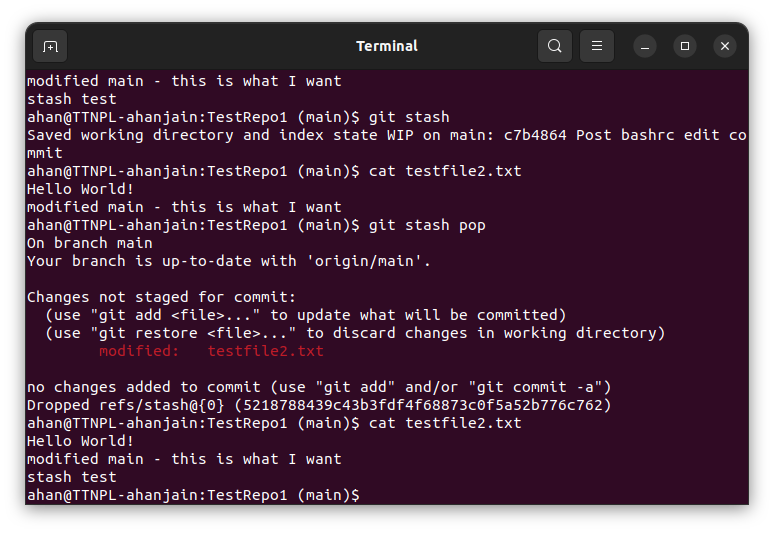 Terminal
modified main - this is what I want
stash test
ahan@TTNPL-ahanjain:TestRepo1 (main)$ git stash
Saved working directory and index state WIP on main: c7b4864 Post bashrc edit co
mmit
ahan@TTNPL-ahanjain:TestRepo1 (main)$ cat testfile2.txt
Hello World!
modified main - this is what I want
ahan@TTNPL-ahanjain:TestRepo1 (main)$ git stash pop
On branch main
Your branch is up-to-date with 'origin/main'.
Changes not staged for commit:
  (use "git add <file>..." to update what will be committed)
  (use "git restore <file>..." to discard changes in working directory)
        modified:   testfile2.txt
no changes added to commit (use "git add" and/or "git commit -a")
Dropped refs/stash@{0} (5218788439c43b3fdf4f68873c0f5a52b776c762)
ahan@TTNPL-ahanjain:TestRepo1 (main)$ cat testfile2.txt
Hello World!
modified main - this is what I want
stash test
ahan@TTNPL-ahanjain:TestRepo1 (main)$